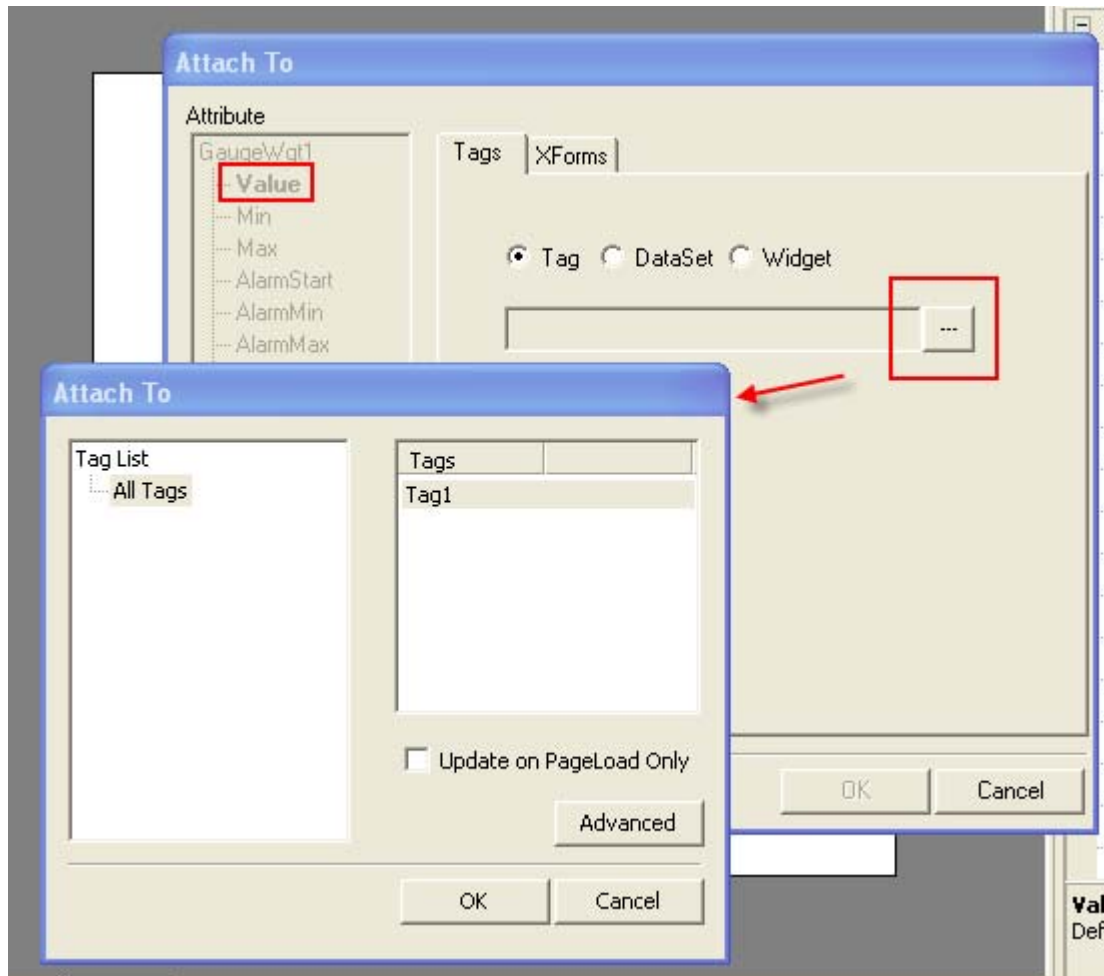 Attach To
Attribute
GaugeWgt1
Value
Min
Max
AlarmStart
AlarmMin
AlarmMax
Tags
XForms
Tag
DataSet
Widget
---
OK
Cancel
Attach To
Tag List
All Tags
Tags
Tag1
Update on PageLoad Only
Advanced
OK
Cancel
Val
Def